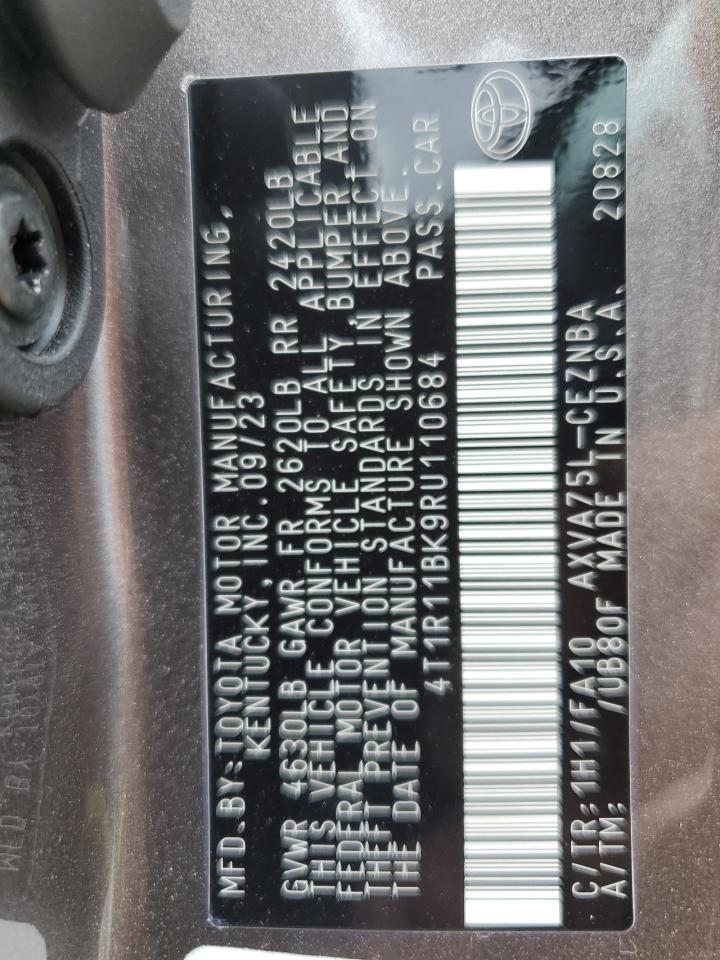 MFD.BY:TOYOTA MOTOR MANUFACTURING,
KENTUCKY, INC. 09/23
GVWR 4630LB GAWR FR 2620LB RR 2420LB
THIS VEHICLE CONFORMS TO ALL APPLICABLE
FEDERAL MOTOR VEHICLE SAFETY BUMPER AND
THEFT PREVENTION STANDARDS IN EFFECT ON
THE DATE OF MANUFACTURE SHOWN ABOVE.
4T1R11BK9RU110684 PASS.CAR
C/TR:1H1/FA10 AXVA75L-CEZNBA
A/TM: /UB80F MADE IN U.S.A. 20828